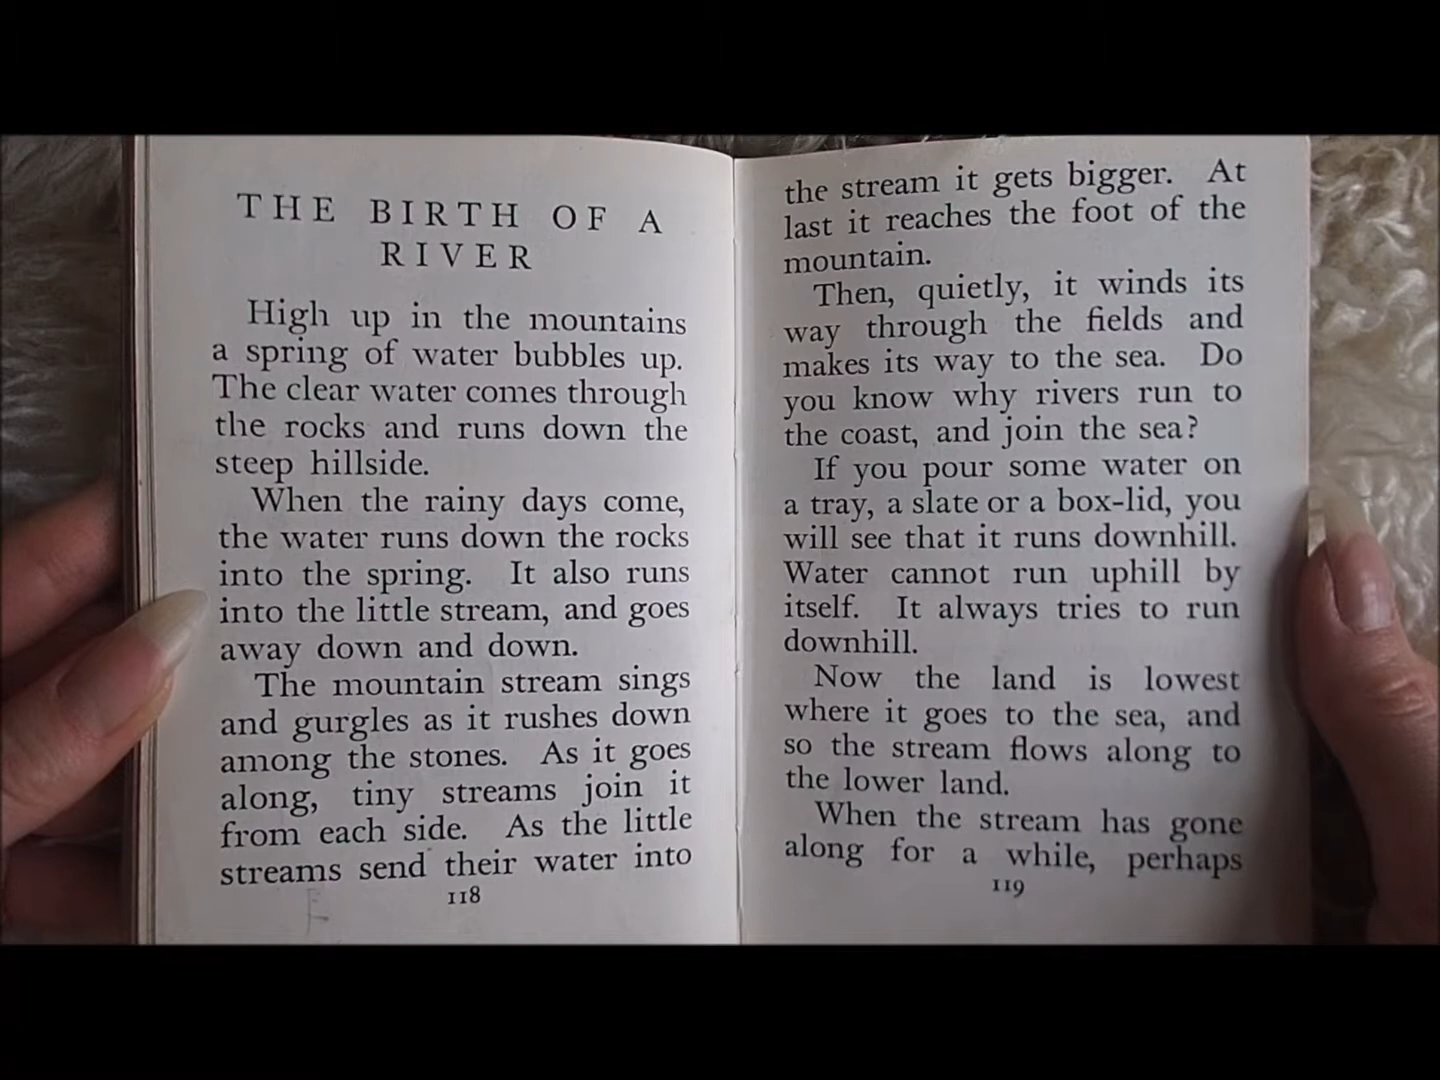 THE BIRTH OF A
RIVER
High up in the mountains
a spring of water bubbles up.
The clear water comes through
the rocks and runs down the
steep hillside.
When the rainy days come,
the water runs down the rocks
into the spring. It also runs
into the little stream, and goes
away down and down.
The mountain stream sings
and gurgles as it rushes down
among the stones. As it goes
along, tiny streams join it
from each side. As the little
streams send their water into
118
the stream it gets bigger. At
last it reaches the foot of the
mountain.
Then, quietly, it winds its
way through the fields and
makes its way to the sea. Do
you know why rivers run to
the coast, and join the sea?
If you pour some water on
a tray, a slate or a box-lid, you
will see that it runs downhill.
Water cannot run uphill by
itself. It always tries to run
downhill.
Now the land is lowest
where it goes to the sea, and
so the stream flows along to
the lower land.
When the stream has gone
along for a while, perhaps
119